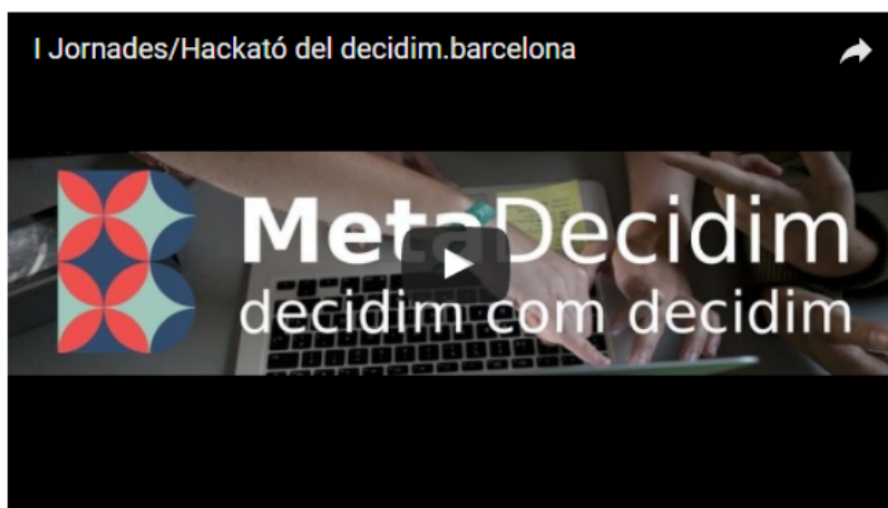 I Jornades/Hackató del decidim.barcelona
MetaDecidim
decidim com decidim